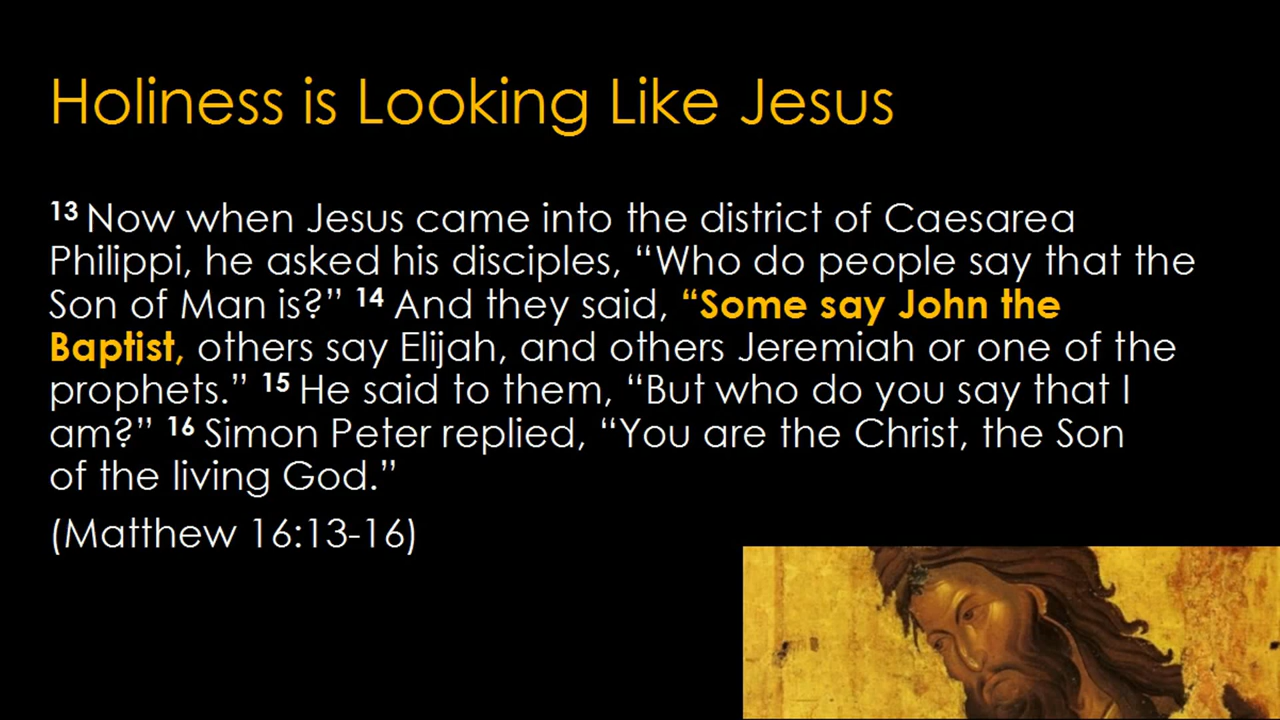 Holiness is Looking Like Jesus
13 Now when Jesus came into the district of Caesarea
Philippi, he asked his disciples, “Who do people say that the
Son of Man is?” 14 And they said, “Some say John the
Baptist, others say Elijah, and others Jeremiah or one of the
prophets.” 15 He said to them, “But who do you say that I
am?” 16 Simon Peter replied, “You are the Christ, the Son
of the living God.”
(Matthew 16:13-16)